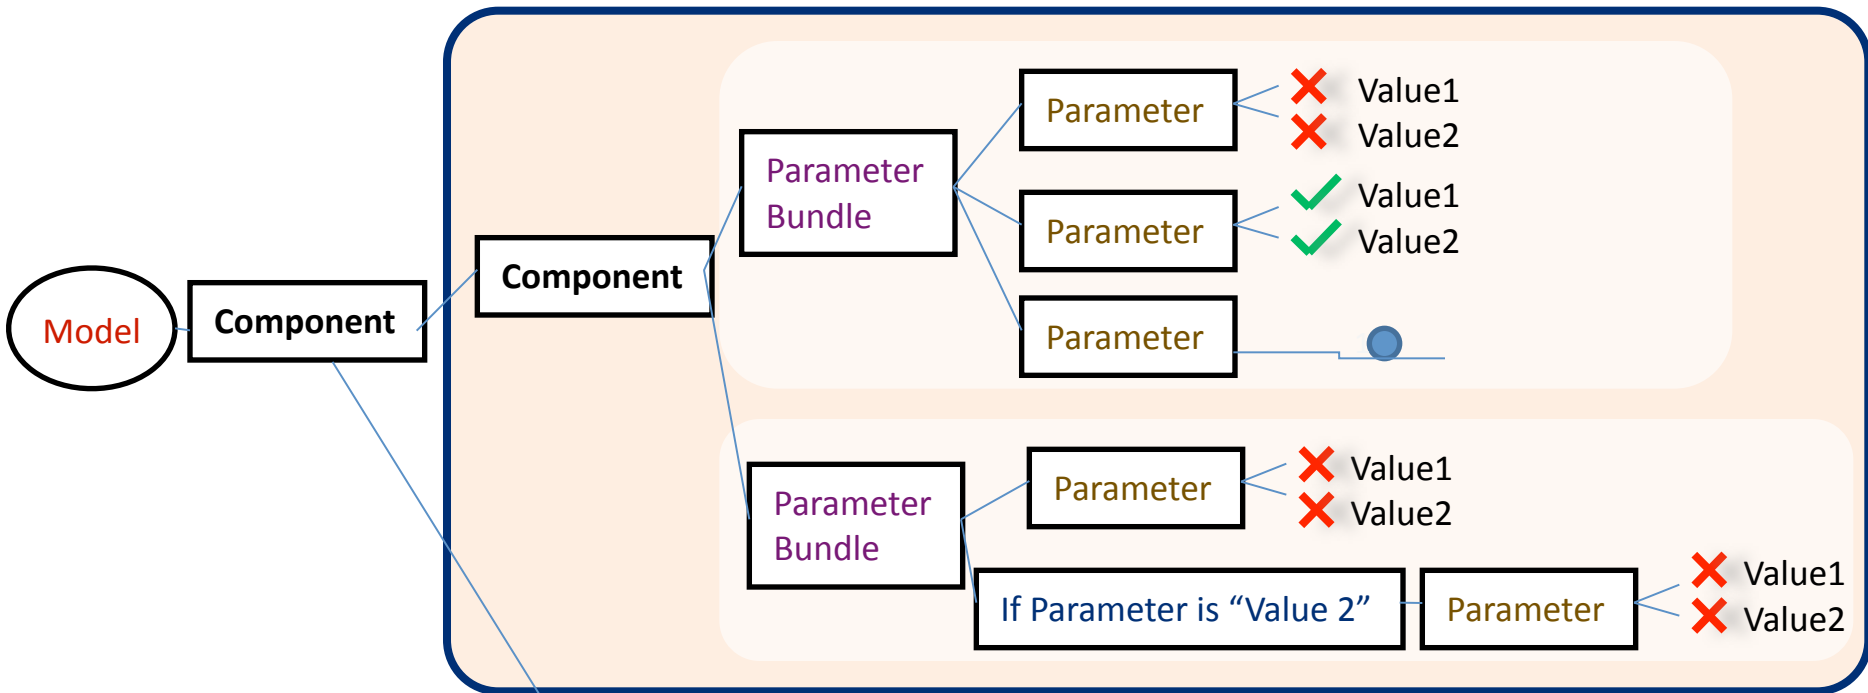 Model
Component
Component
Parameter
Bundle
Parameter
Value1
Value2
Parameter
Value1
Value2
Parameter
Parameter
Bundle
Parameter
Value1
Value2
If Parameter is “Value 2”
Parameter
Value1
Value2